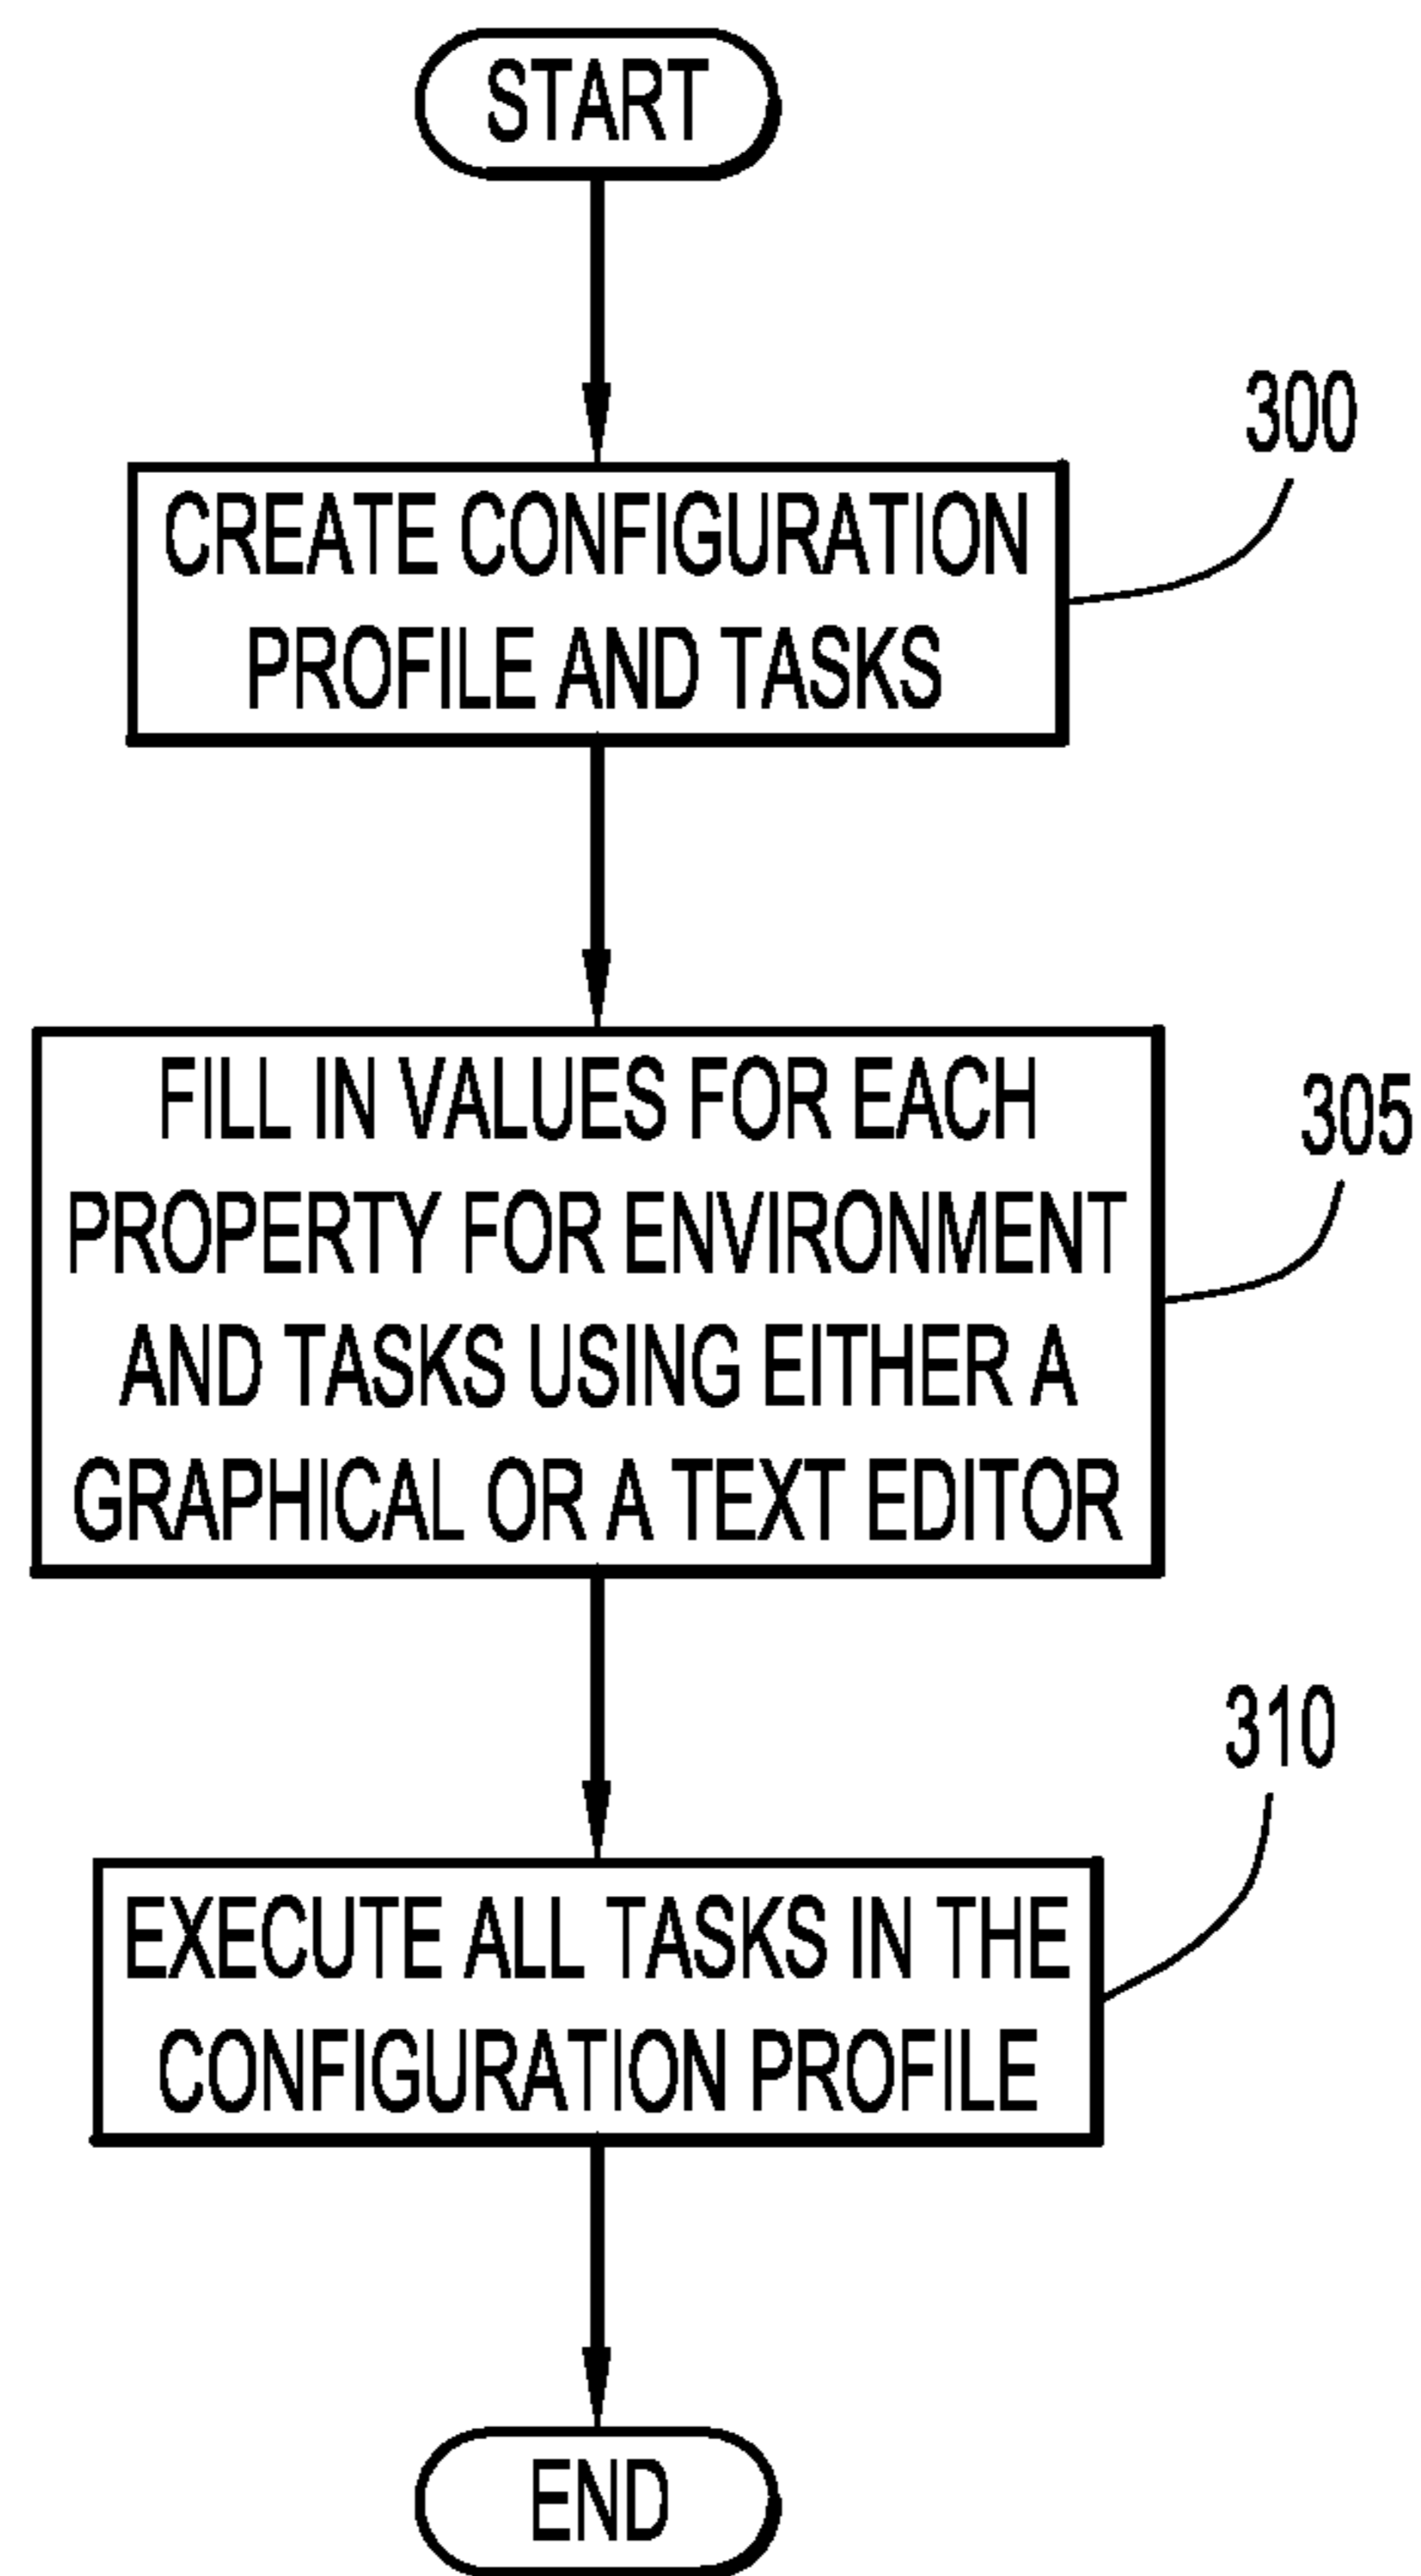 START
300
CREATE CONFIGURATION
PROFILE AND TASKS
305
FILL IN VALUES FOR EACH
PROPERTY FOR ENVIRONMENT
AND TASKS USING EITHER A
GRAPHICAL OR A TEXT EDITOR
310
EXECUTE ALL TASKS IN THE
CONFIGURATION PROFILE
END